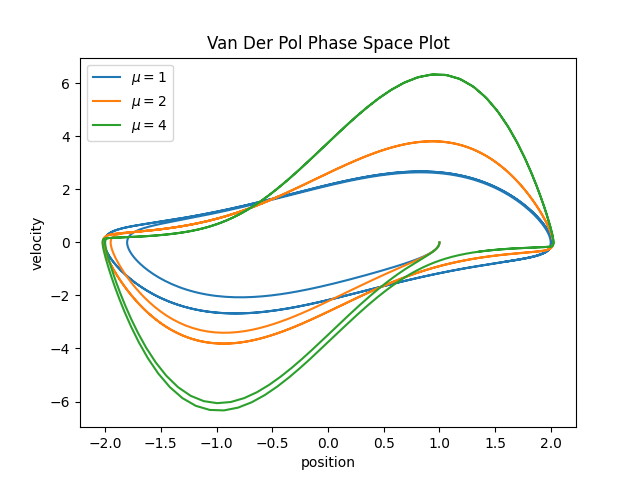 Van Der Pol Phase Space Plot
μ = 1
μ = 2
μ = 4
velocity
6
4
2
0
−2
−4
−6
−2.0 −1.5 −1.0 −0.5 0.0 0.5 1.0 1.5 2.0
position